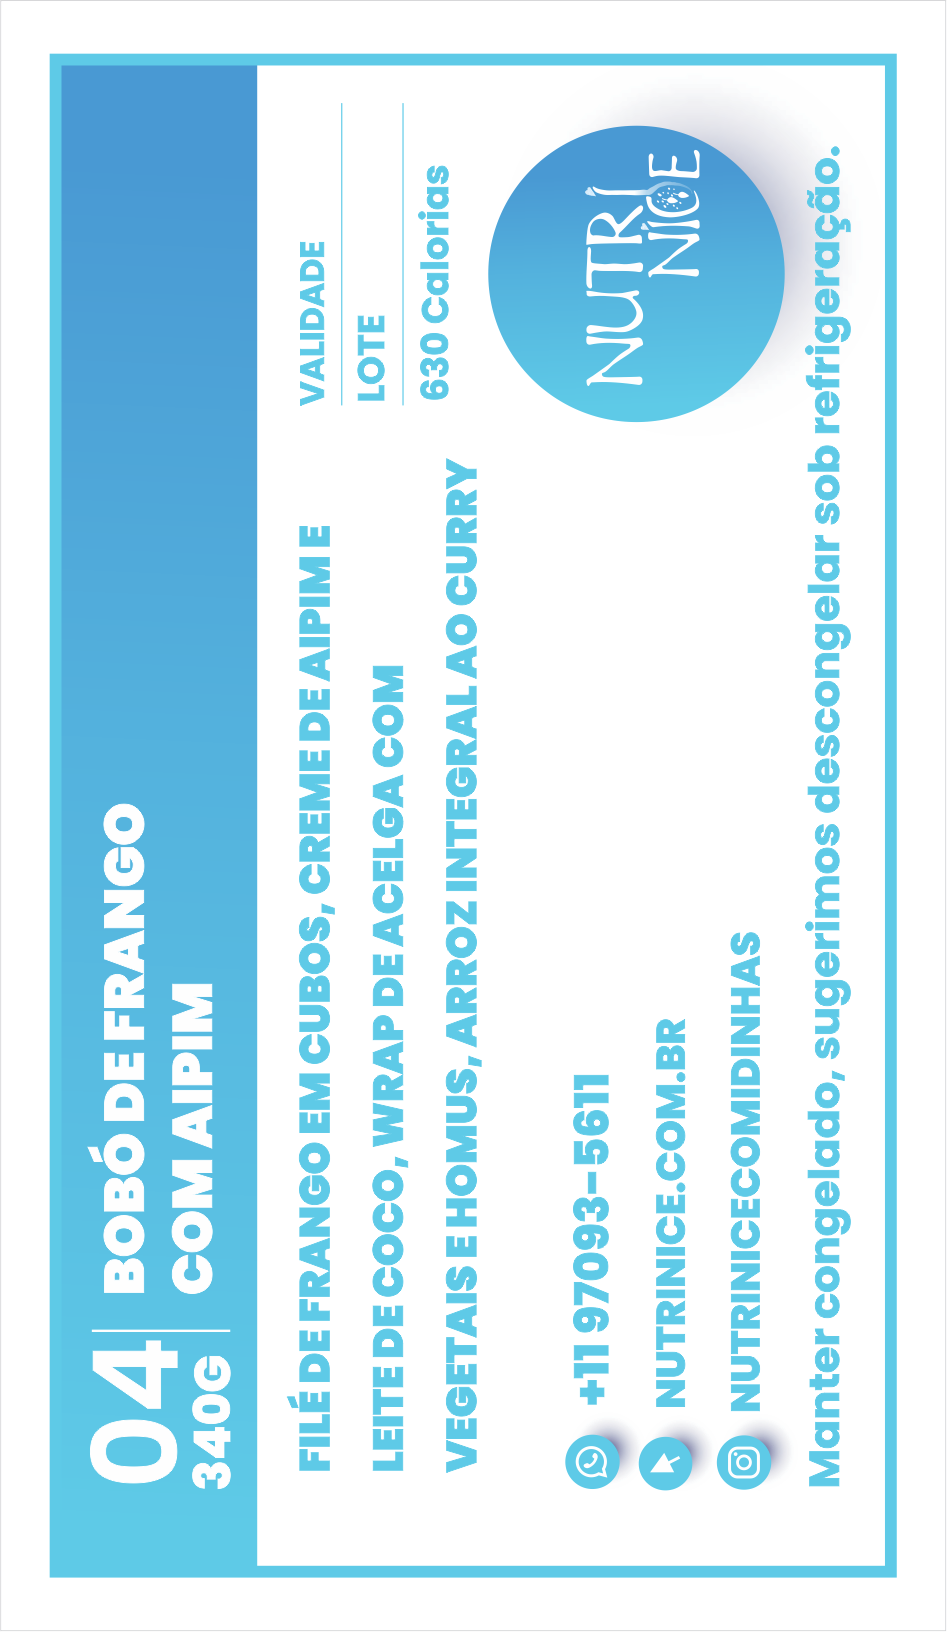 04
340G
BOBÓ DE FRANGO
COM AIPIM
FILÉ DE FRANGO EM CUBOS, CREME DE AIPIM E
LEITE DE COCO, WRAP DE ACELGA COM
VEGETAIS E HOMUS, ARROZ INTEGRAL AO CURRY
VALIDADE
LOTE
630 Calorias
NUTRI
NICE
+11 97093-5611
NUTRINICE.COM.BR
NUTRINICECOMIDINHAS
Manter congelado, sugerimos descongelar sob refrigeração.